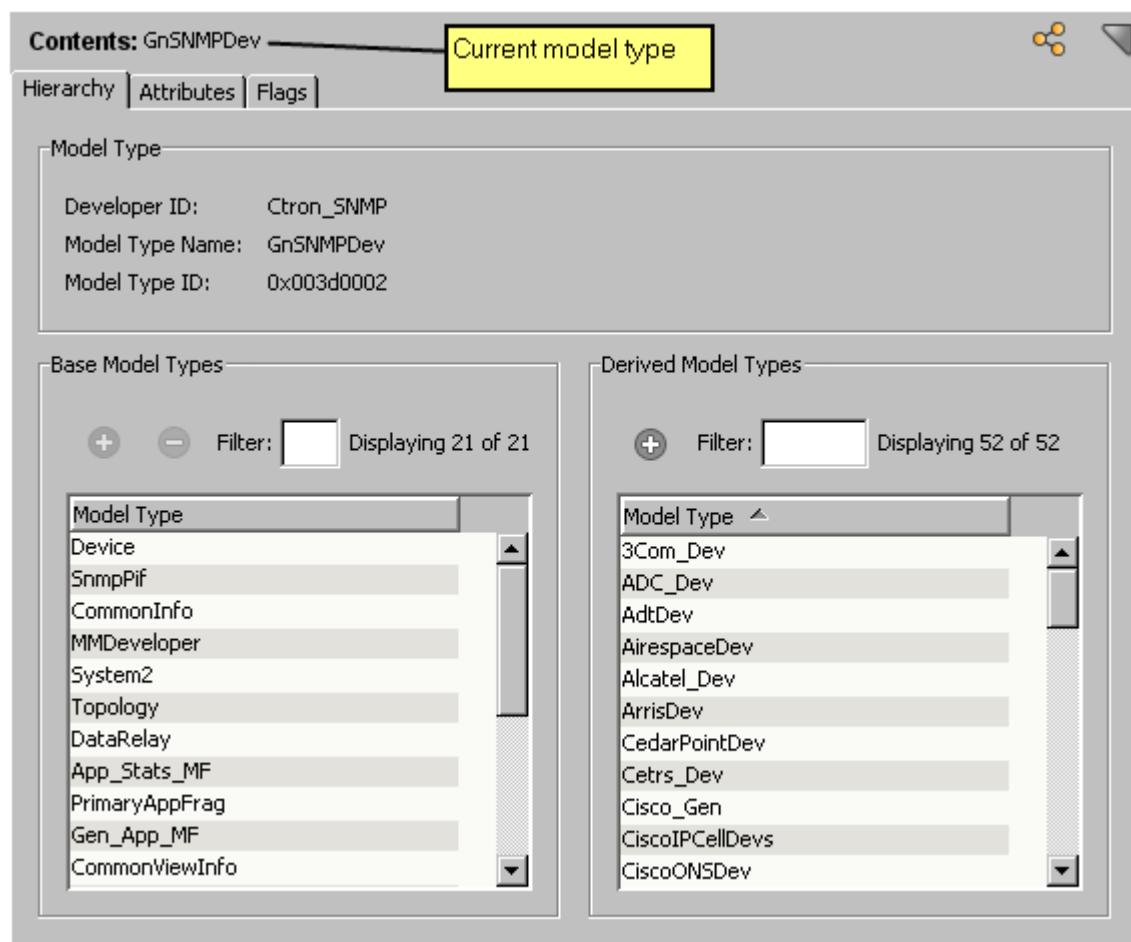 Contents: GnSNMPDev
Current model type
Hierarchy Attributes Flags
Model Type
Developer ID: Ctron_SNMP
Model Type Name: GnSNMPDev
Model Type ID: 0x003d0002
Base Model Types
Filter: Displaying 21 of 21
Model Type
Device
SnmpPif
CommonInfo
MMDeveloper
System2
Topology
DataRelay
App_Stats_MF
PrimaryAppFrag
Gen_App_MF
CommonViewInfo
Derived Model Types
Filter: Displaying 52 of 52
Model Type
3Com_Dev
ADC_Dev
AdtDev
AirespaceDev
Alcatel_Dev
ArrisDev
CedarPointDev
Cetrs_Dev
Cisco_Gen
CiscoIPCellDevs
CiscoONSDev